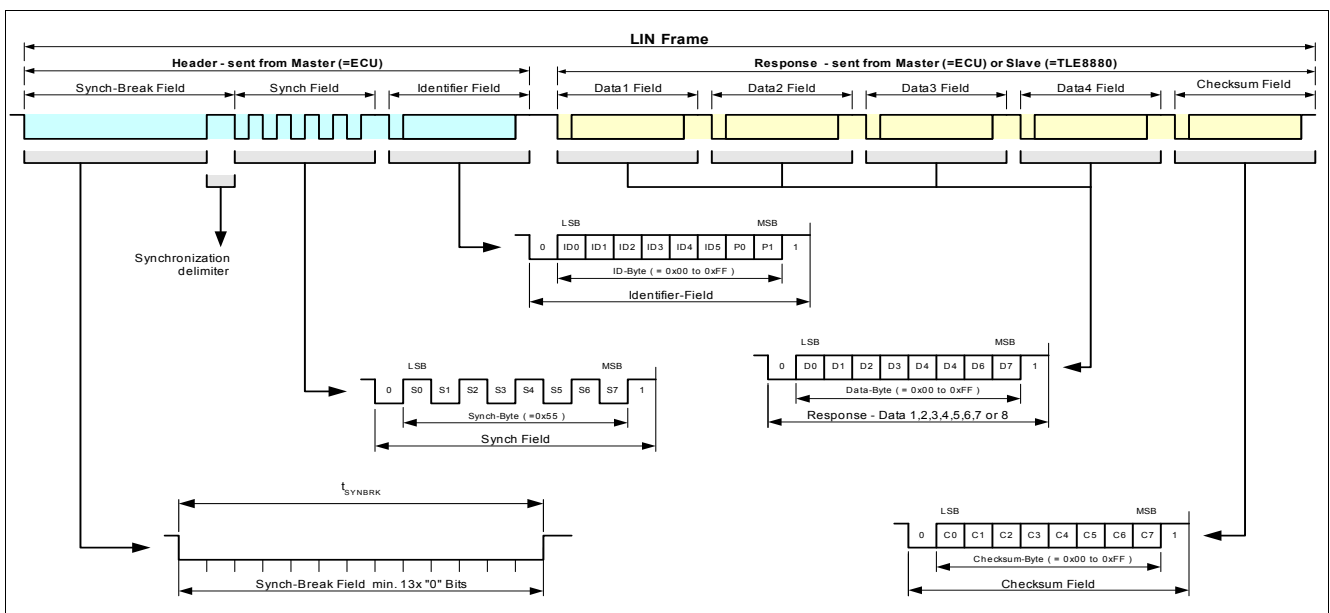 LIN Frame
Header - sent from Master (=ECU)
Response - sent from Master (=ECU) or Slave (=TLE8880)
Synch-Break Field
Synch Field
Identifier Field
Data1 Field
Data2 Field
Data3 Field
Data4 Field
Checksum Field
Synchronization
delimiter
LSB MSB
0 ID0 ID1 ID2 ID3 ID4 ID5 P0 P1 1
ID-Byte ( = 0x00 to 0xFF )
Identifier-Field
LSB MSB
0 S0 S1 S2 S3 S4 S5 S6 S7 1
Synch-Byte ( =0x55 )
Synch Field
LSB MSB
0 D0 D1 D2 D3 D4 D4 D6 D7 1
Data-Byte ( = 0x00 to 0xFF )
Response - Data 1,2,3,4,5,6,7 or 8
tSYNBRK
Synch-Break Field min. 13x "0" Bits
LSB MSB
0 C0 C1 C2 C3 C4 C5 C6 C7 1
Checksum-Byte ( = 0x00 to 0xFF )
Checksum Field